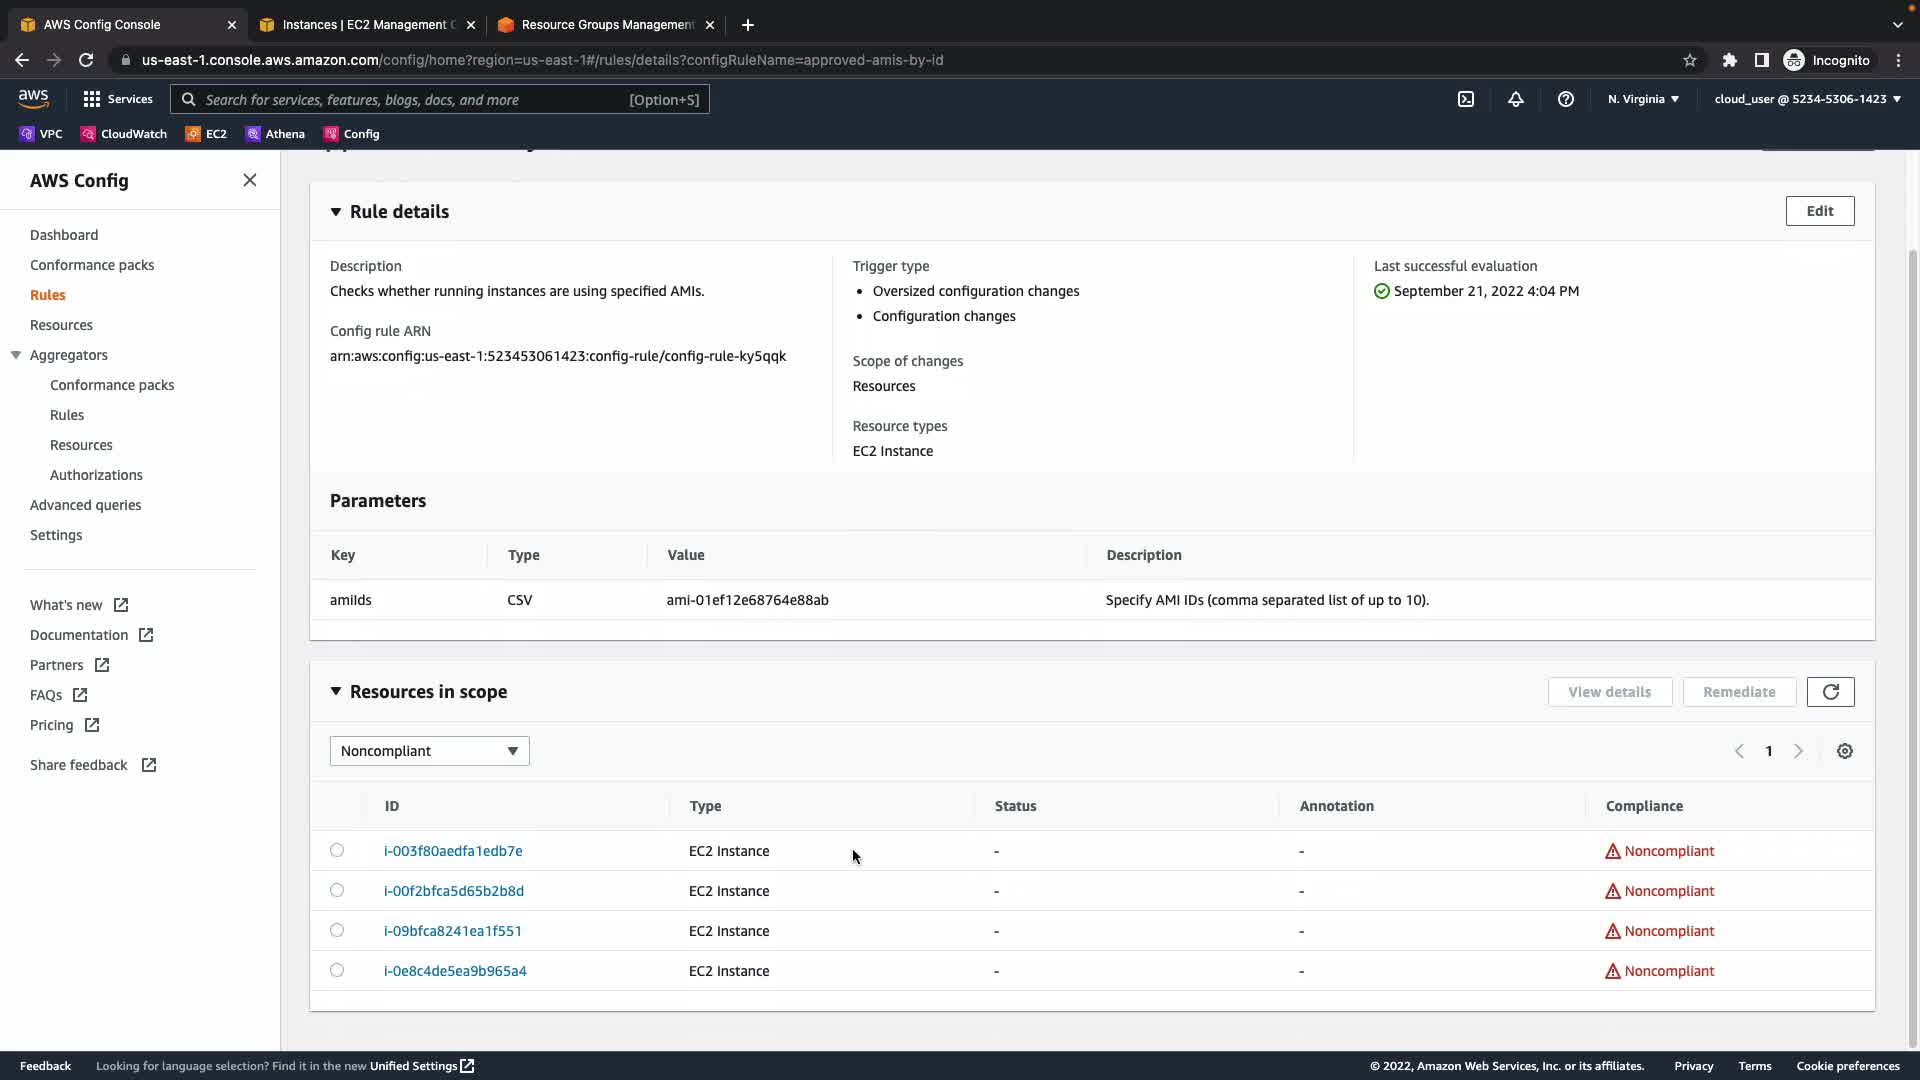 AWS Config Console
Instances | EC2 Management C
Resource Groups Management
us-east-1.console.aws.amazon.com/config/home?region=us-east-1#/rules/details?configRuleName=approved-amis-by-id
Incognito
aws
Services
Search for services, features, blogs, docs, and more
[Option+S]
N. Virginia
cloud_user @ 5234-5306-1423
VPC
CloudWatch
EC2
Athena
Config
AWS Config
Dashboard
Conformance packs
Rules
Resources
Aggregators
Conformance packs
Rules
Resources
Authorizations
Advanced queries
Settings
What's new
Documentation
Partners
FAQs
Pricing
Share feedback
Rule details
Edit
Description
Checks whether running instances are using specified AMIs.
Config rule ARN
arn:aws:config:us-east-1:523453061423:config-rule/config-rule-ky5qqk
Trigger type
• Oversized configuration changes
• Configuration changes
Scope of changes
Resources
Resource types
EC2 Instance
Last successful evaluation
September 21, 2022 4:04 PM
Parameters
Key Type Value Description
amiIds CSV ami-01ef12e68764e88ab Specify AMI IDs (comma separated list of up to 10).
Resources in scope
View details
Remediate
Noncompliant
1
ID Type Status Annotation Compliance
i-003f80aedfa1edb7e EC2 Instance - - Noncompliant
i-00f2bfca5d65b2b8d EC2 Instance - - Noncompliant
i-09bfca8241ea1f551 EC2 Instance - - Noncompliant
i-0e8c4de5ea9b965a4 EC2 Instance - - Noncompliant
Feedback
Looking for language selection? Find it in the new Unified Settings
© 2022, Amazon Web Services, Inc. or its affiliates.
Privacy
Terms
Cookie preferences